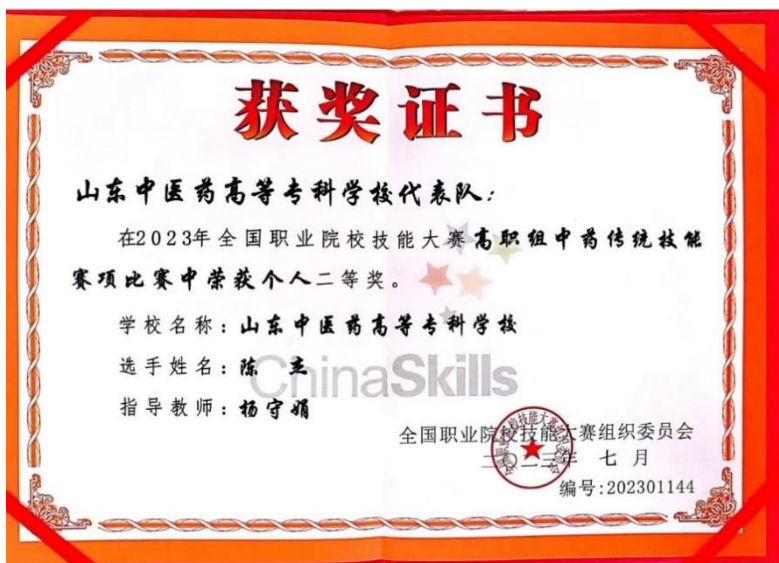 获奖证书
山东中医药高等专科学校代表队：
在2023年全国职业院校技能大赛高职组中药传统技能
赛项比赛中荣获个人二等奖。
学校名称：山东中医药高等专科学校
选手姓名：陈
指导教师：杨守娟
ChinaSkills
全国职业院校技能大赛组织委员会
二〇二三年 七月
编号:202301144